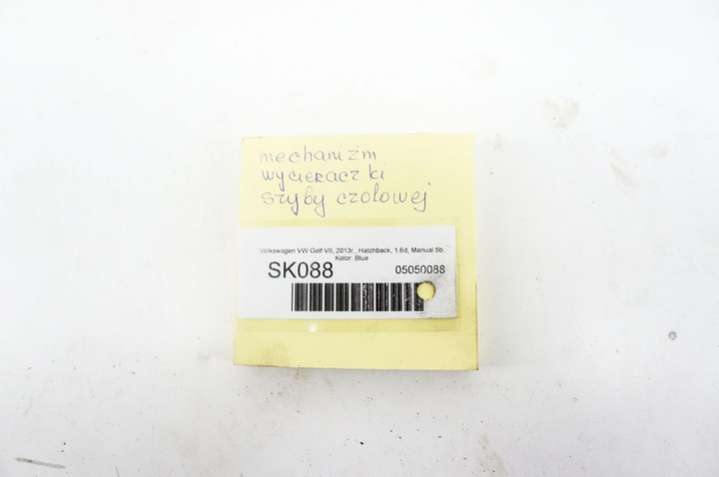 mechanizm
wycieraczki
szyby czołowej
Volkswagen VW Golf VII, 2013r., Hatchback, 1.6d, Manual 5b.
Kolor: Blue
SK088
05050088